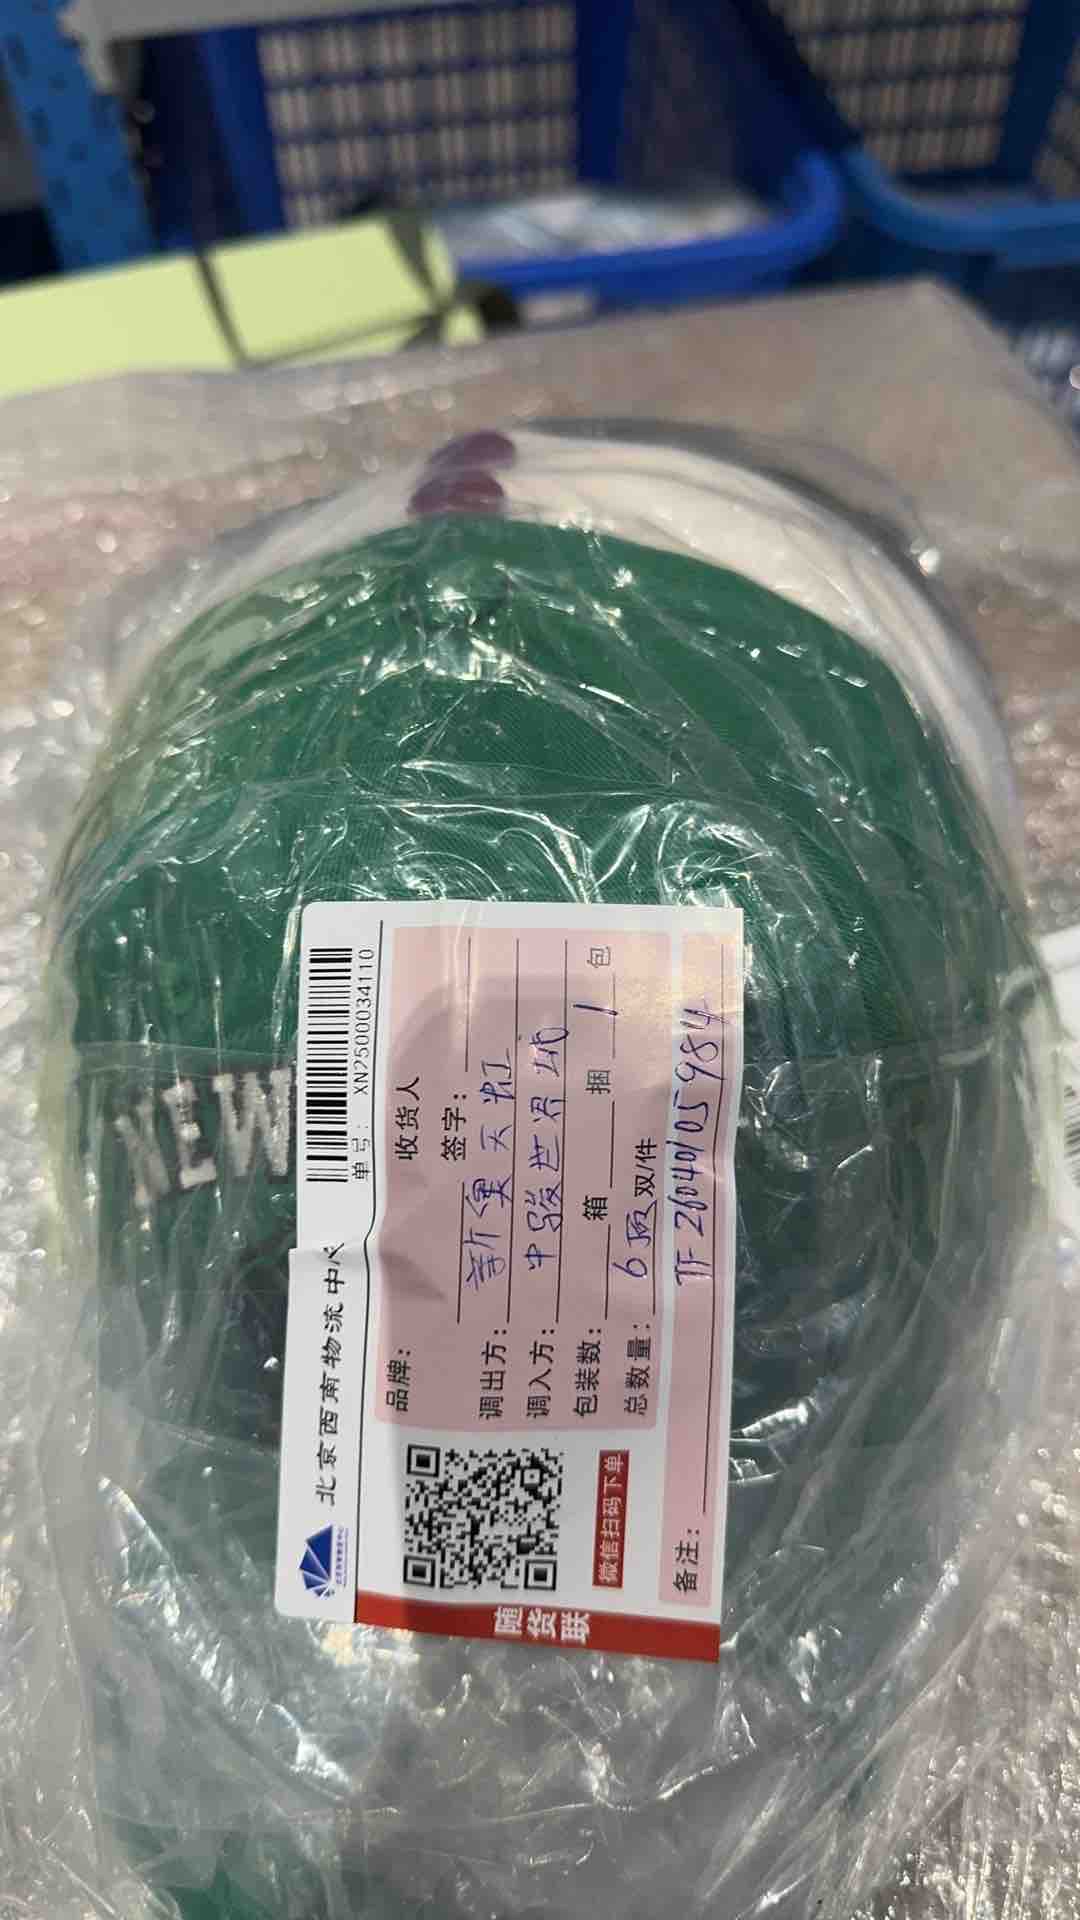 NEW
北京西南物流中心
单号: XN2500034110
品牌:
收货人
签字:
调出方: 新奥天虹
调入方: 中骏世界城
包装数: 箱 捆 1 包
总数量: 6顶 双/件
备注: TF26040105984
微信扫码下单
随货联